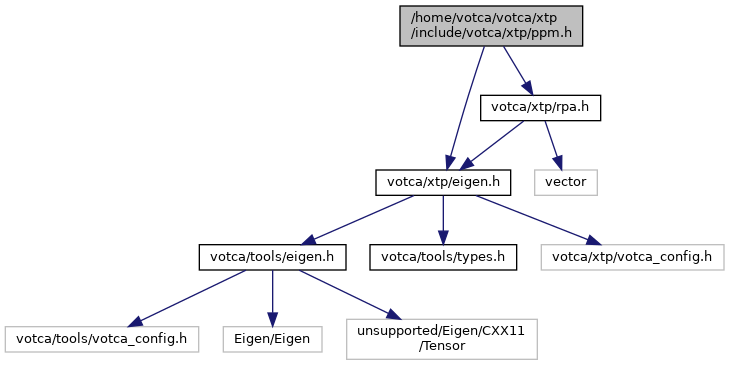 /home/votca/votca/xtp
/include/votca/xtp/ppm.h
votca/xtp/rpa.h
votca/xtp/eigen.h
vector
votca/tools/eigen.h
votca/tools/types.h
votca/xtp/votca_config.h
votca/tools/votca_config.h
Eigen/Eigen
unsupported/Eigen/CXX11
/Tensor